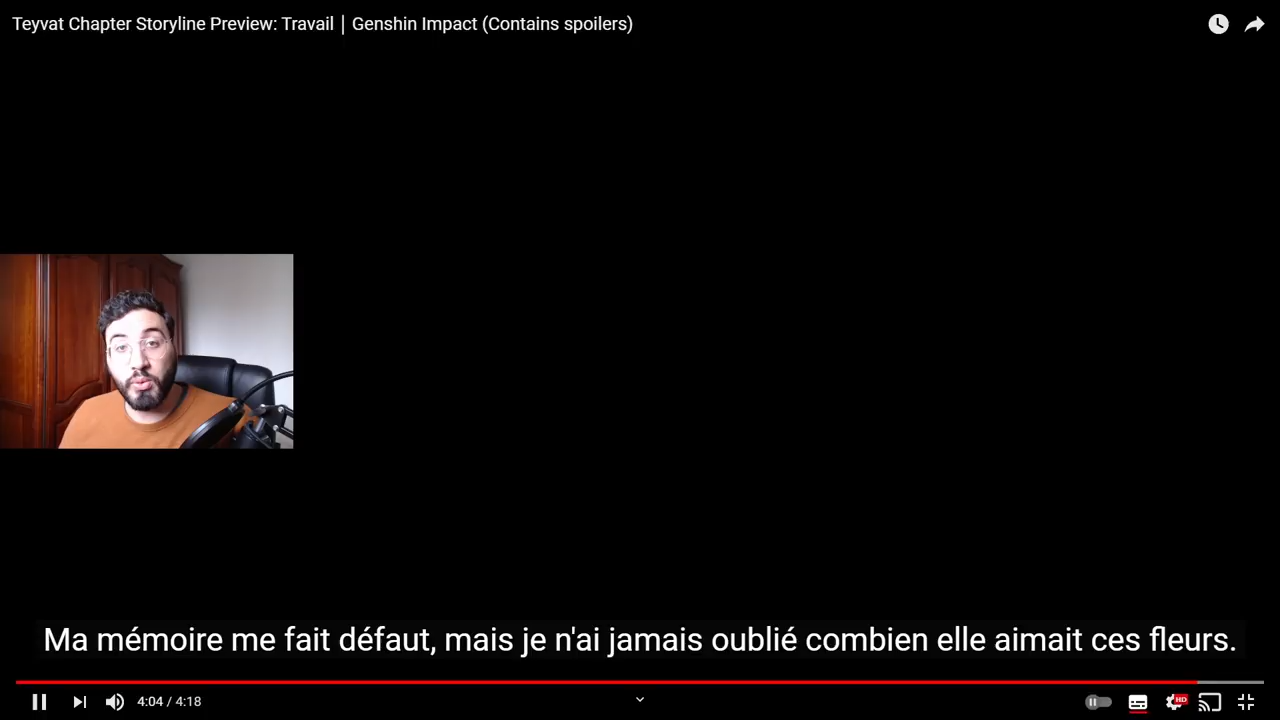 Teyvat Chapter Storyline Preview: Travail | Genshin Impact (Contains spoilers)
Ma mémoire me fait défaut, mais je n'ai jamais oublié combien elle aimait ces fleurs.
4:04 / 4:18
HD